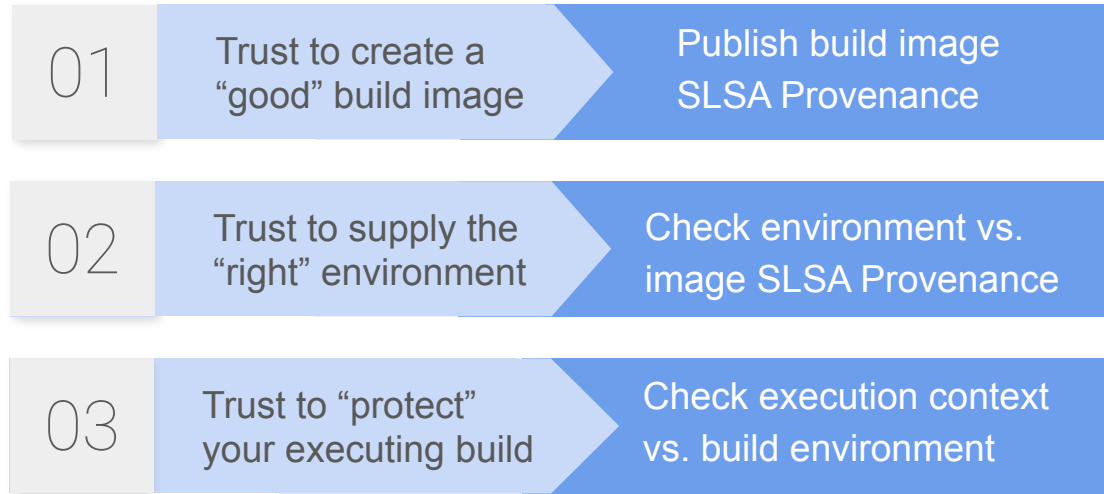 01
Trust to create a
“good” build image
Publish build image
SLSA Provenance
02
Trust to supply the
“right” environment
Check environment vs.
image SLSA Provenance
03
Trust to “protect”
your executing build
Check execution context
vs. build environment